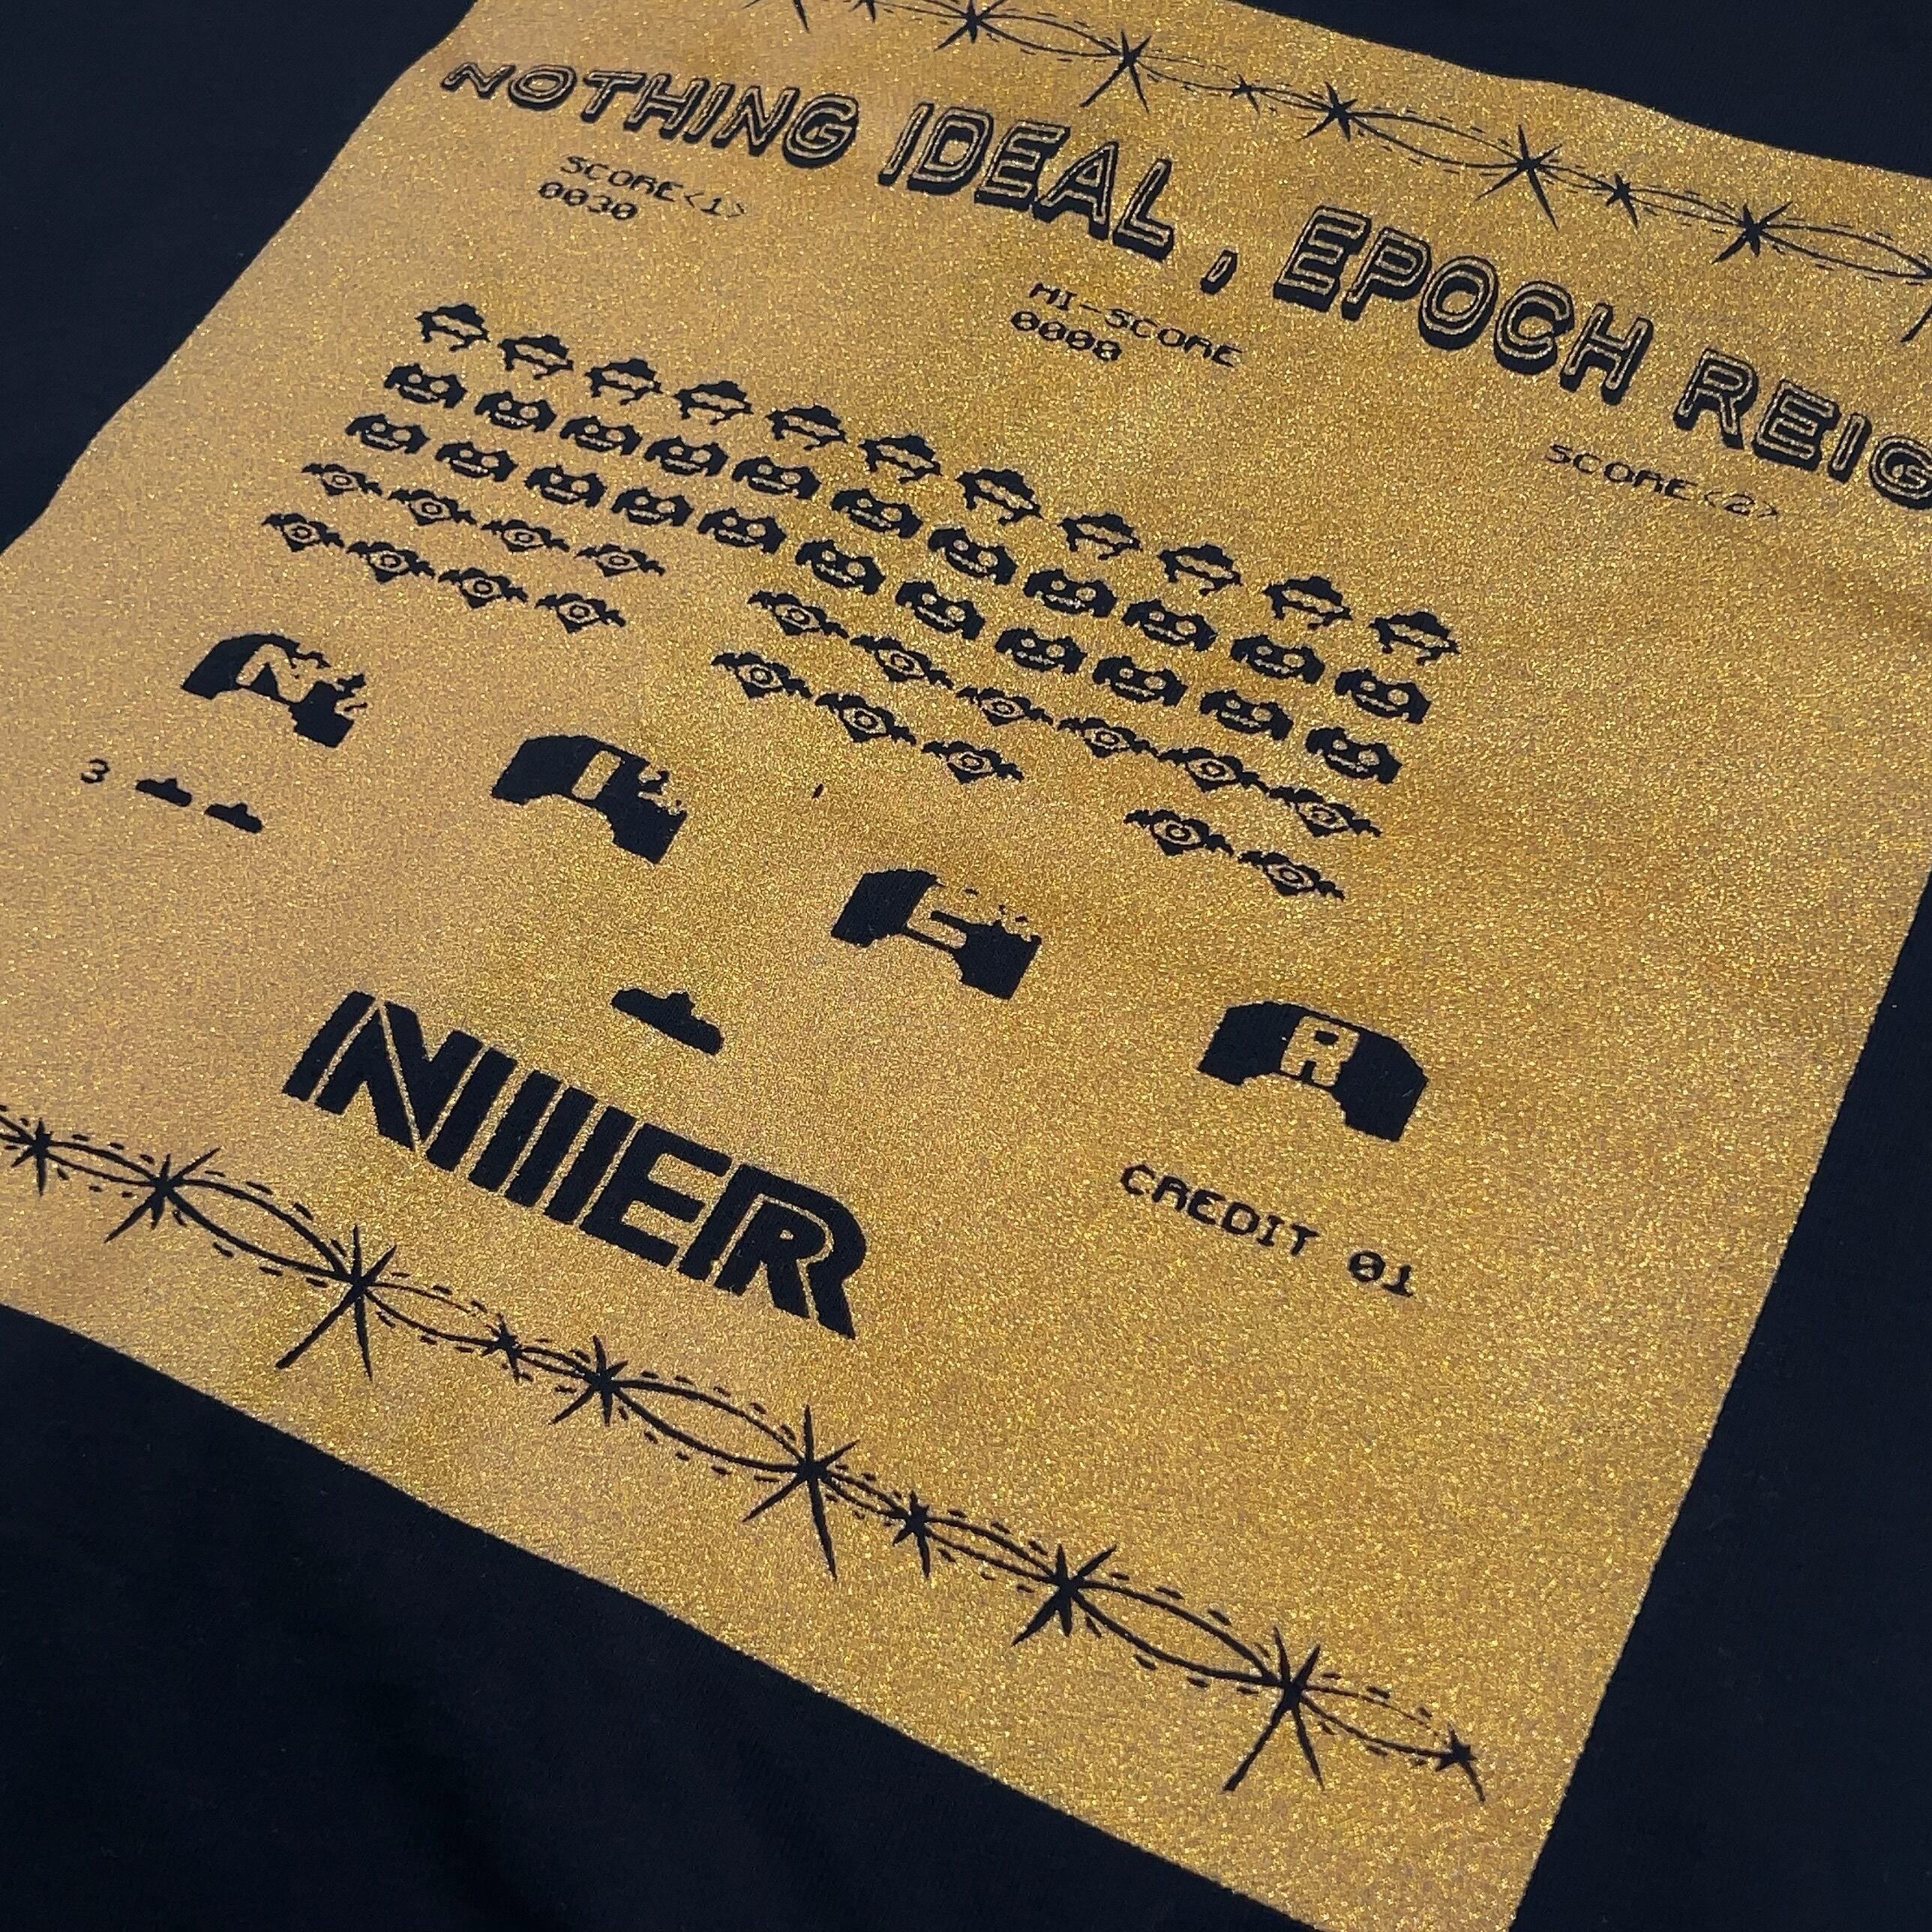 NOTHING IDEAL , EPOCH REIG
SCORE<1> HI-SCORE SCORE<2>
0030 0000
N I E R
3
NIER
CREDIT 01